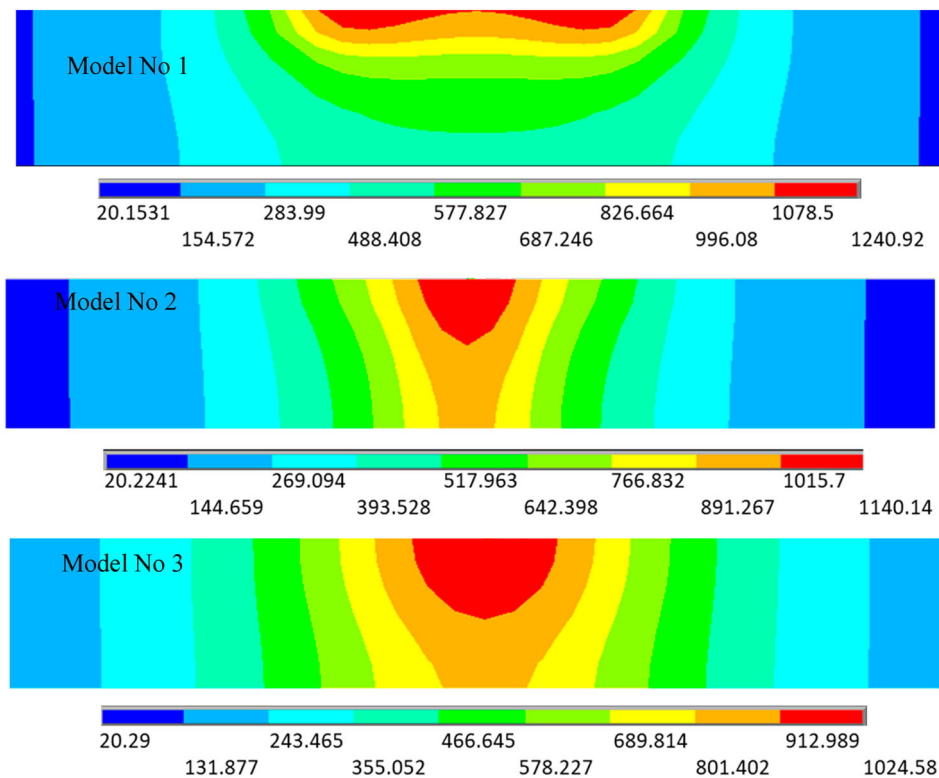 Model No 1
20.1531 283.99 577.827 826.664 1078.5
154.572 488.408 687.246 996.08 1240.92
Model No 2
20.2241 269.094 517.963 766.832 1015.7
144.659 393.528 642.398 891.267 1140.14
Model No 3
20.29 243.465 466.645 689.814 912.989
131.877 355.052 578.227 801.402 1024.58